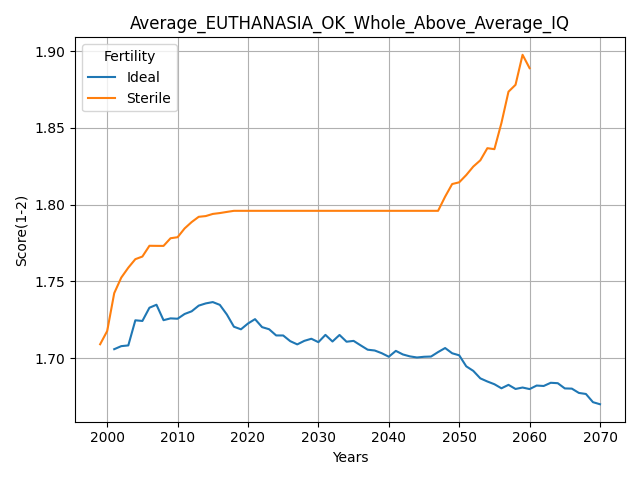 Average_EUTHANASIA_OK_Whole_Above_Average_IQ
Fertility
Ideal
Sterile
Score(1-2)
1.90
1.85
1.80
1.75
1.70
2000 2010 2020 2030 2040 2050 2060 2070
Years